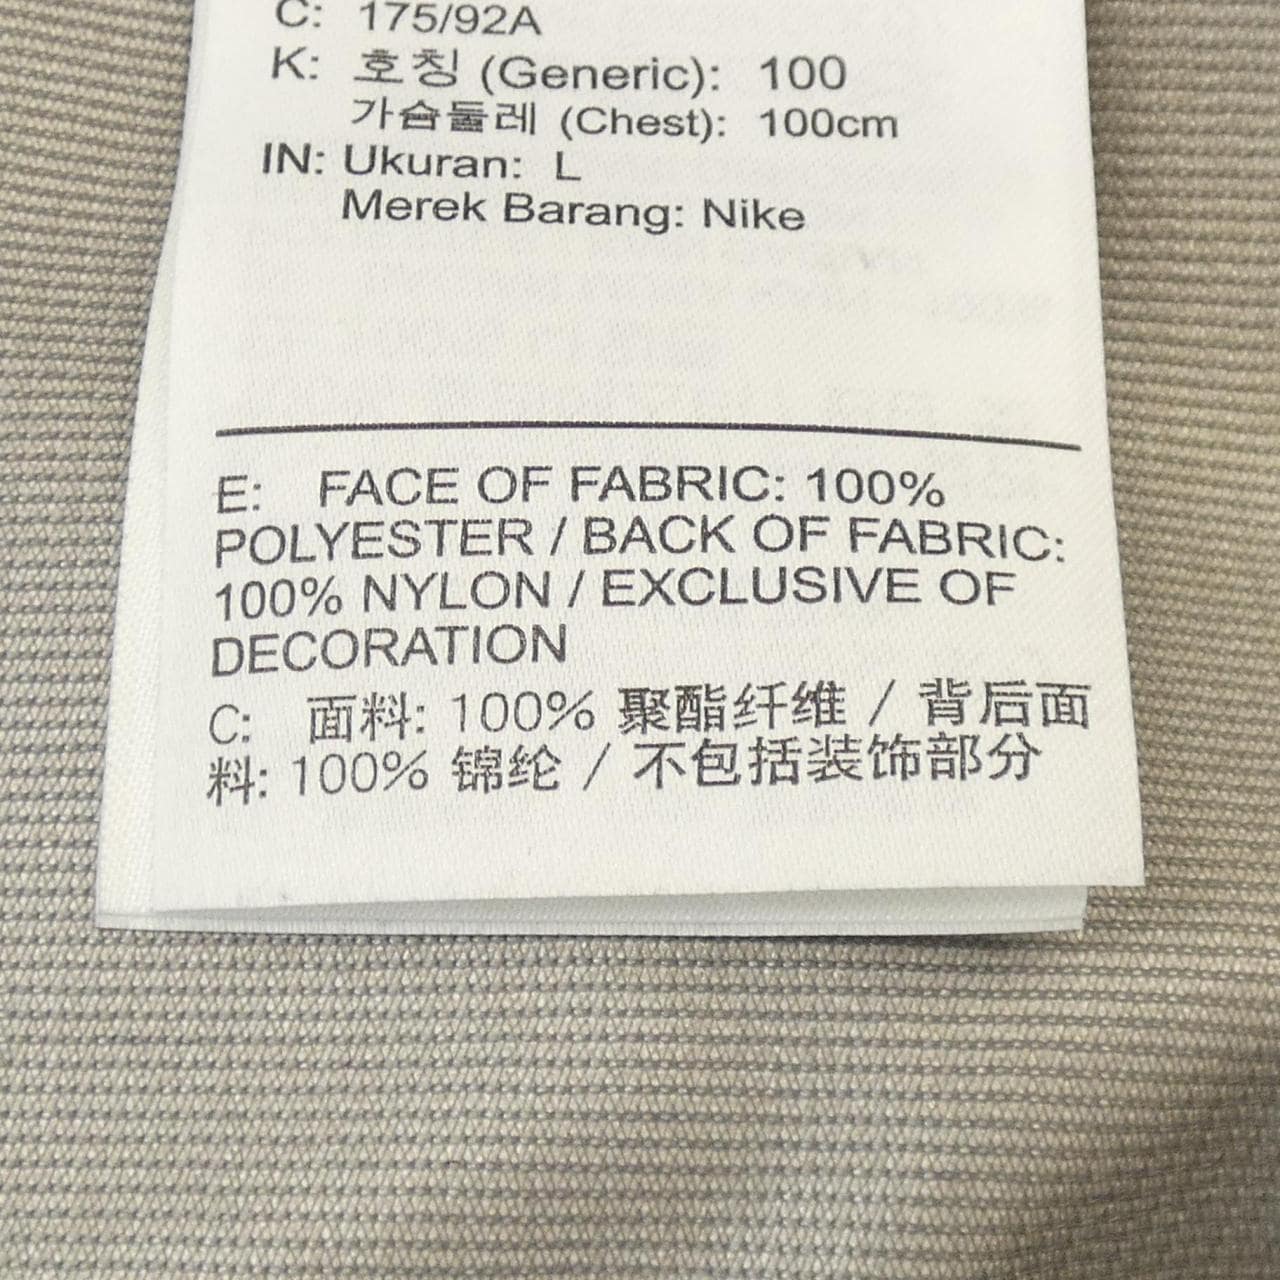 C: 175/92A
K: 호칭 (Generic): 100
가슴둘레 (Chest): 100cm
IN: Ukuran: L
Merek Barang: Nike
E: FACE OF FABRIC: 100%
POLYESTER / BACK OF FABRIC:
100% NYLON / EXCLUSIVE OF
DECORATION
C: 面料: 100% 聚酯纤维 / 背后面
料: 100% 锦纶 / 不包括装饰部分